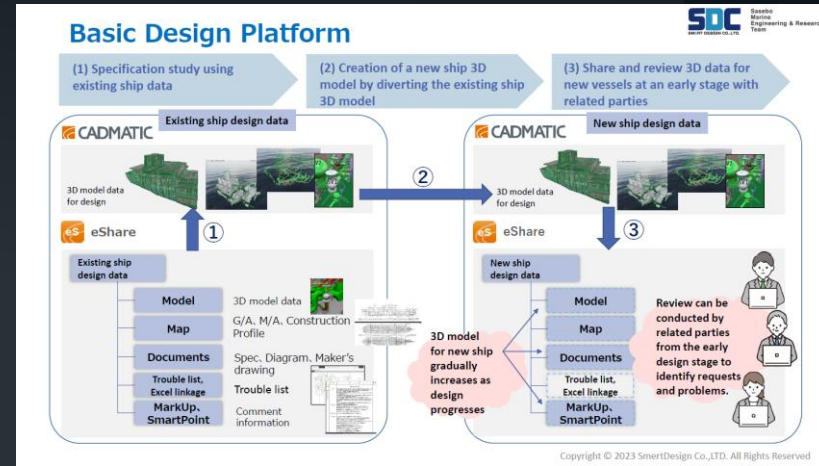 Basic Design Platform
SDC
SMART DESIGN CO.,LTD.
Sasebo
Marine
Engineering & Research
Team
(1) Specification study using
existing ship data
(2) Creation of a new ship 3D
model by diverting the existing ship
3D model
(3) Share and review 3D data for
new vessels at an early stage with
related parties
Existing ship design data
CADMATIC
3D model data
for design
①
eS eShare
Existing ship
design data
Model
3D model data
Map
G/A、M/A、Construction
Profile
Documents
Spec、Diagram、Maker's
drawing
Trouble list,
Excel linkage
Trouble list
MarkUp、
SmartPoint
Comment
information
②
New ship design data
CADMATIC
3D model data
for design
③
eS eShare
New ship
design data
Model
Map
Documents
Trouble list,
Excel linkage
MarkUp、
SmartPoint
3D model
for new ship
gradually
increases as
design
progresses
Review can be
conducted by
related parties
from the early
design stage to
identify requests
and problems.
Copyright © 2023 SmertDesign Co.,LTD. All Rights Reserved